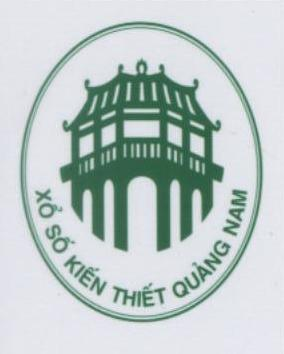 XỔ SỐ KIẾN THIẾT QUẢNG NAM